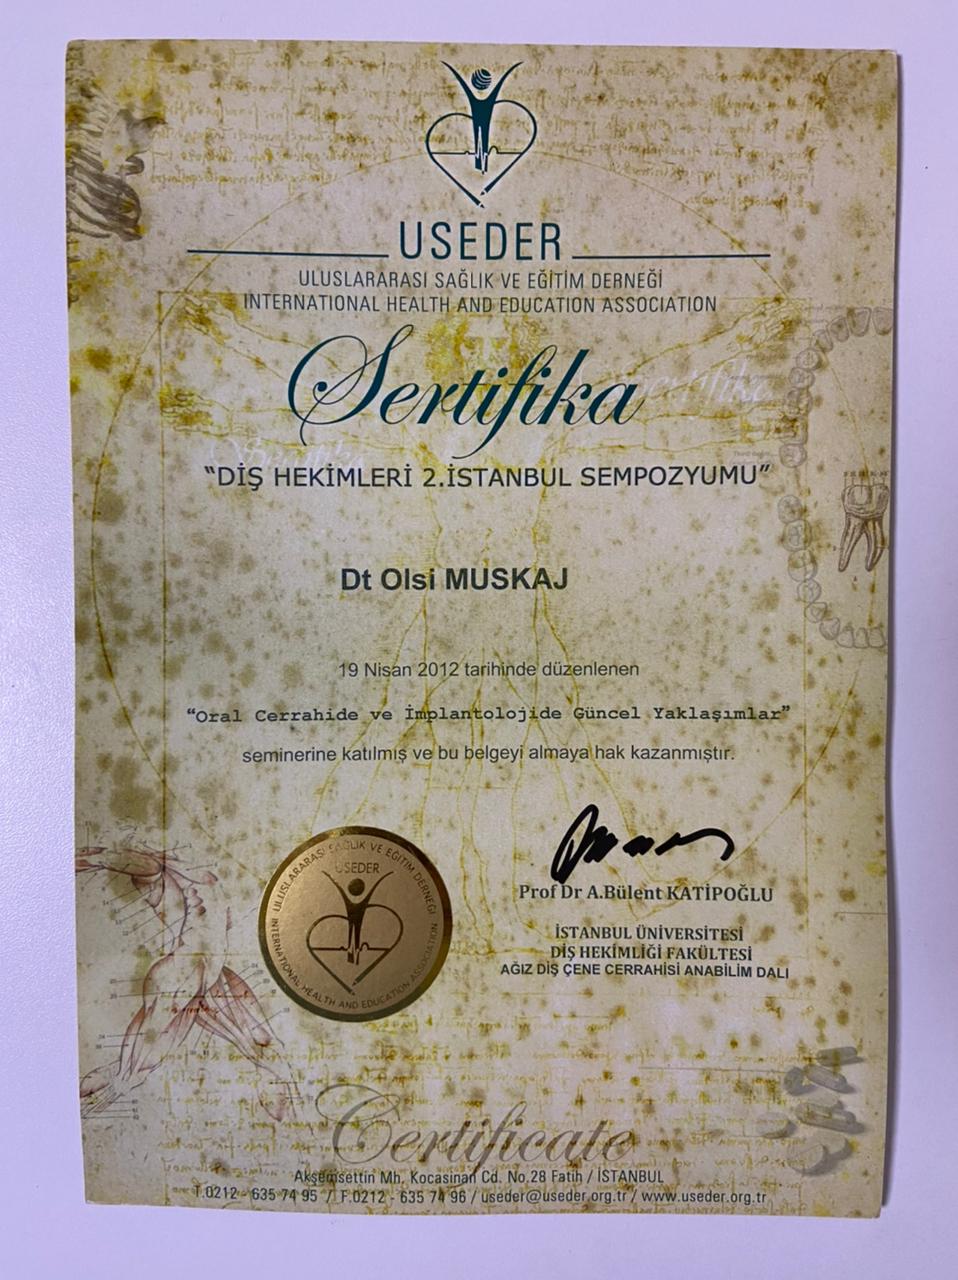 USEDER
ULUSLARARASI SAĞLIK VE EĞİTİM DERNEĞİ
INTERNATIONAL HEALTH AND EDUCATION ASSOCIATION
Sertifika
"DİŞ HEKİMLERİ 2.İSTANBUL SEMPOZYUMU"
Dt Olsi MUSKAJ
19 Nisan 2012 tarihinde düzenlenen
"Oral Cerrahide ve İmplantolojide Güncel Yaklaşımlar"
seminerine katılmış ve bu belgeyi almaya hak kazanmıştır.
Prof Dr A.Bülent KATİPOĞLU
İSTANBUL ÜNİVERSİTESİ
DİŞ HEKİMLİĞİ FAKÜLTESİ
AĞIZ DİŞ ÇENE CERRAHİSİ ANABİLİM DALI
ULUSLARARASI SAĞLIK VE EĞİTİM DERNEĞİ
USEDER
INTERNATIONAL HEALTH AND EDUCATION ASSOCIATION
Certificate
Akşemsettin Mh. Kocasinan Cd. No.28 Fatih / İSTANBUL
T.0212 - 635 74 95 / F.0212 - 635 74 96 / useder@useder.org.tr / www.useder.org.tr